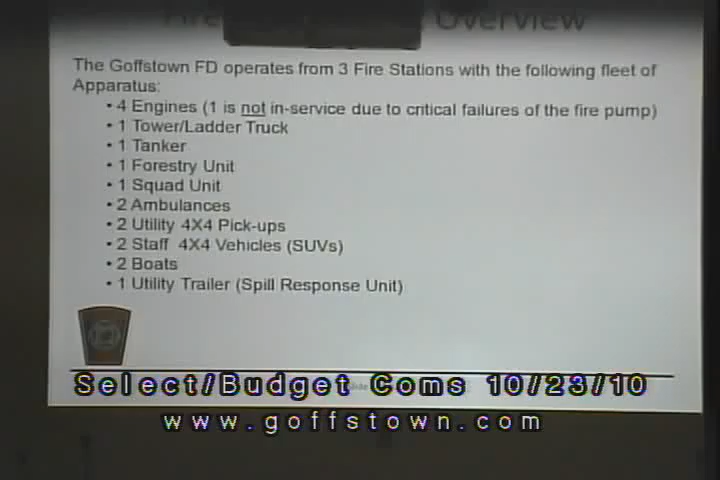 Fire Overview
The Goffstown FD operates from 3 Fire Stations with the following fleet of
Apparatus:
• 4 Engines (1 is not in-service due to critical failures of the fire pump)
• 1 Tower/Ladder Truck
• 1 Tanker
• 1 Forestry Unit
• 1 Squad Unit
• 2 Ambulances
• 2 Utility 4X4 Pick-ups
• 2 Staff 4X4 Vehicles (SUVs)
• 2 Boats
• 1 Utility Trailer (Spill Response Unit)
Select/Budget Coms 10/23/10
www.goffstown.com